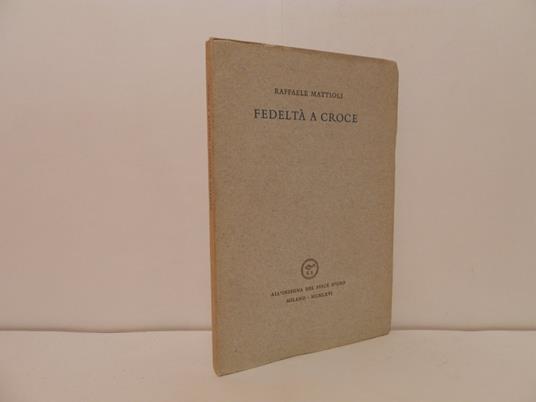 RAFFAELE MATTIOLI
FEDELTÀ A CROCE
ALL'INSEGNA DEL PESCE D'ORO
MILANO - MCMLXVI